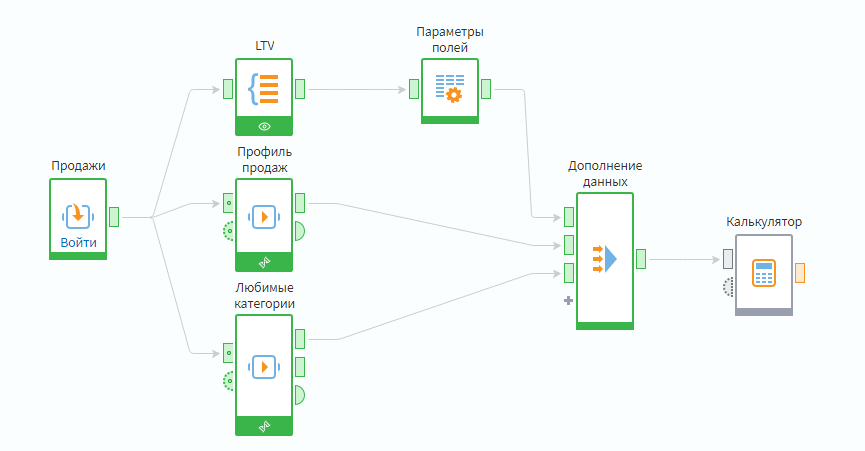 LTV
Параметры
полей
Профиль
продаж
Продажи
Войти
Дополнение
данных
Калькулятор
Любимые
категории